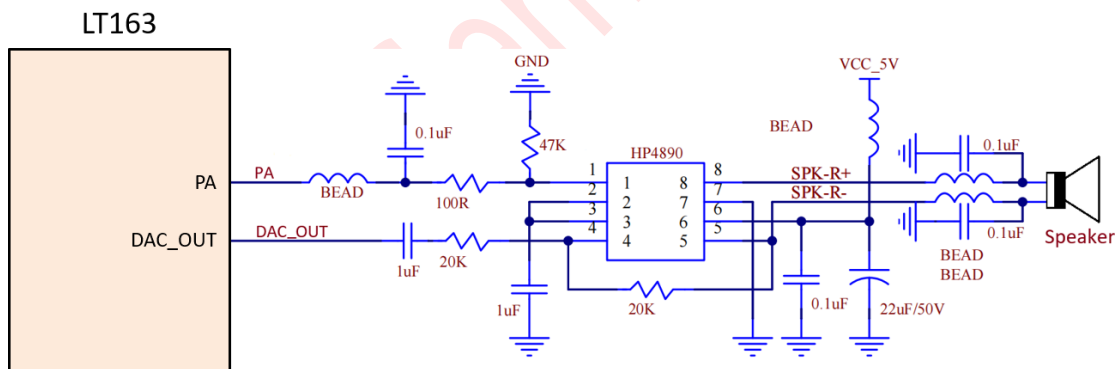 LT163
GND
VCC_5V
0.1uF
47K
BEAD
0.1uF
HP4890
PA
PA
BEAD
100R
1
2
3
4
1
2
3
4
8
7
6
5
8
7
6
5
SPK-R+
SPK-R-
DAC_OUT
DAC_OUT
1uF
20K
0.1uF
Speaker
BEAD
BEAD
1uF
20K
0.1uF
22uF/50V